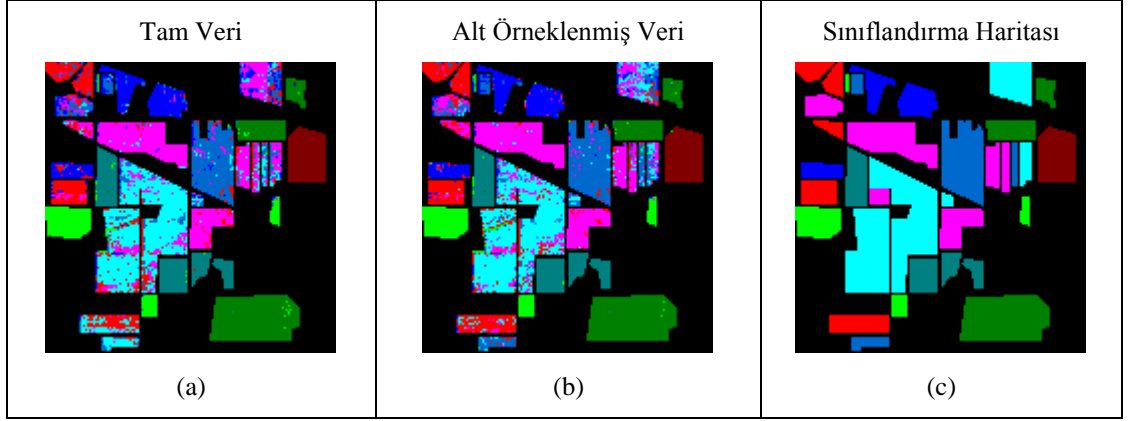 Tam Veri
Alt Örneklenmiş Veri
Sınıflandırma Haritası
(a)
(b)
(c)